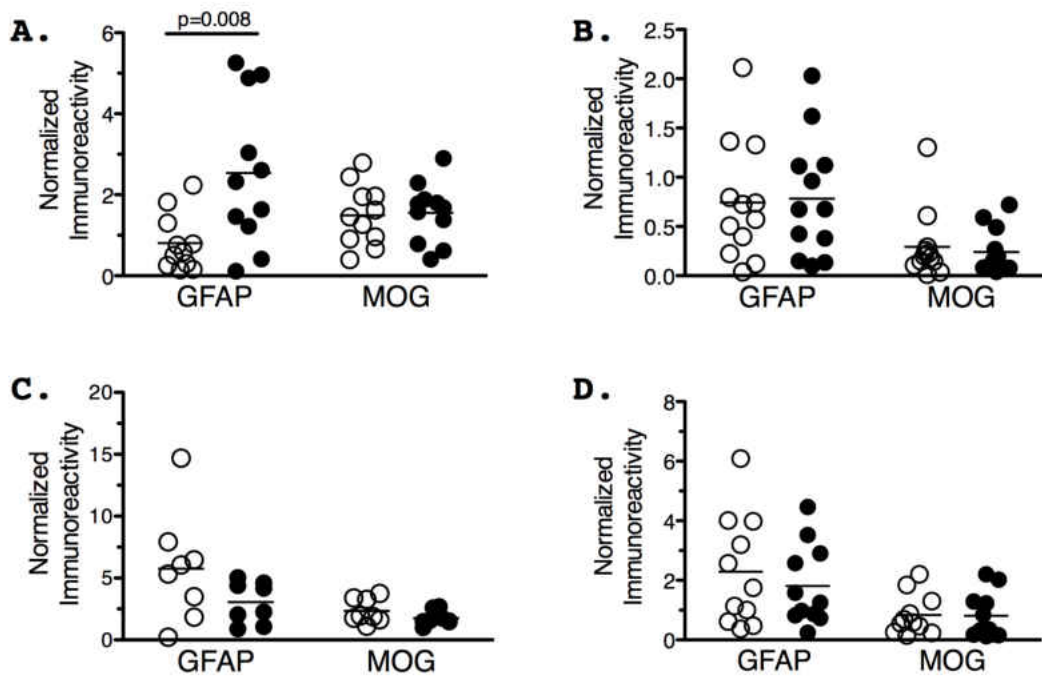 A.
p=0.008
Normalized
Immunoreactivity
6
4
2
0
GFAP
MOG
B.
Normalized
Immunoreactivity
2.5
2.0
1.5
1.0
0.5
0.0
GFAP
MOG
C.
Normalized
Immunoreactivity
20
15
10
5
0
GFAP
MOG
D.
Normalized
Immunoreactivity
8
6
4
2
0
GFAP
MOG